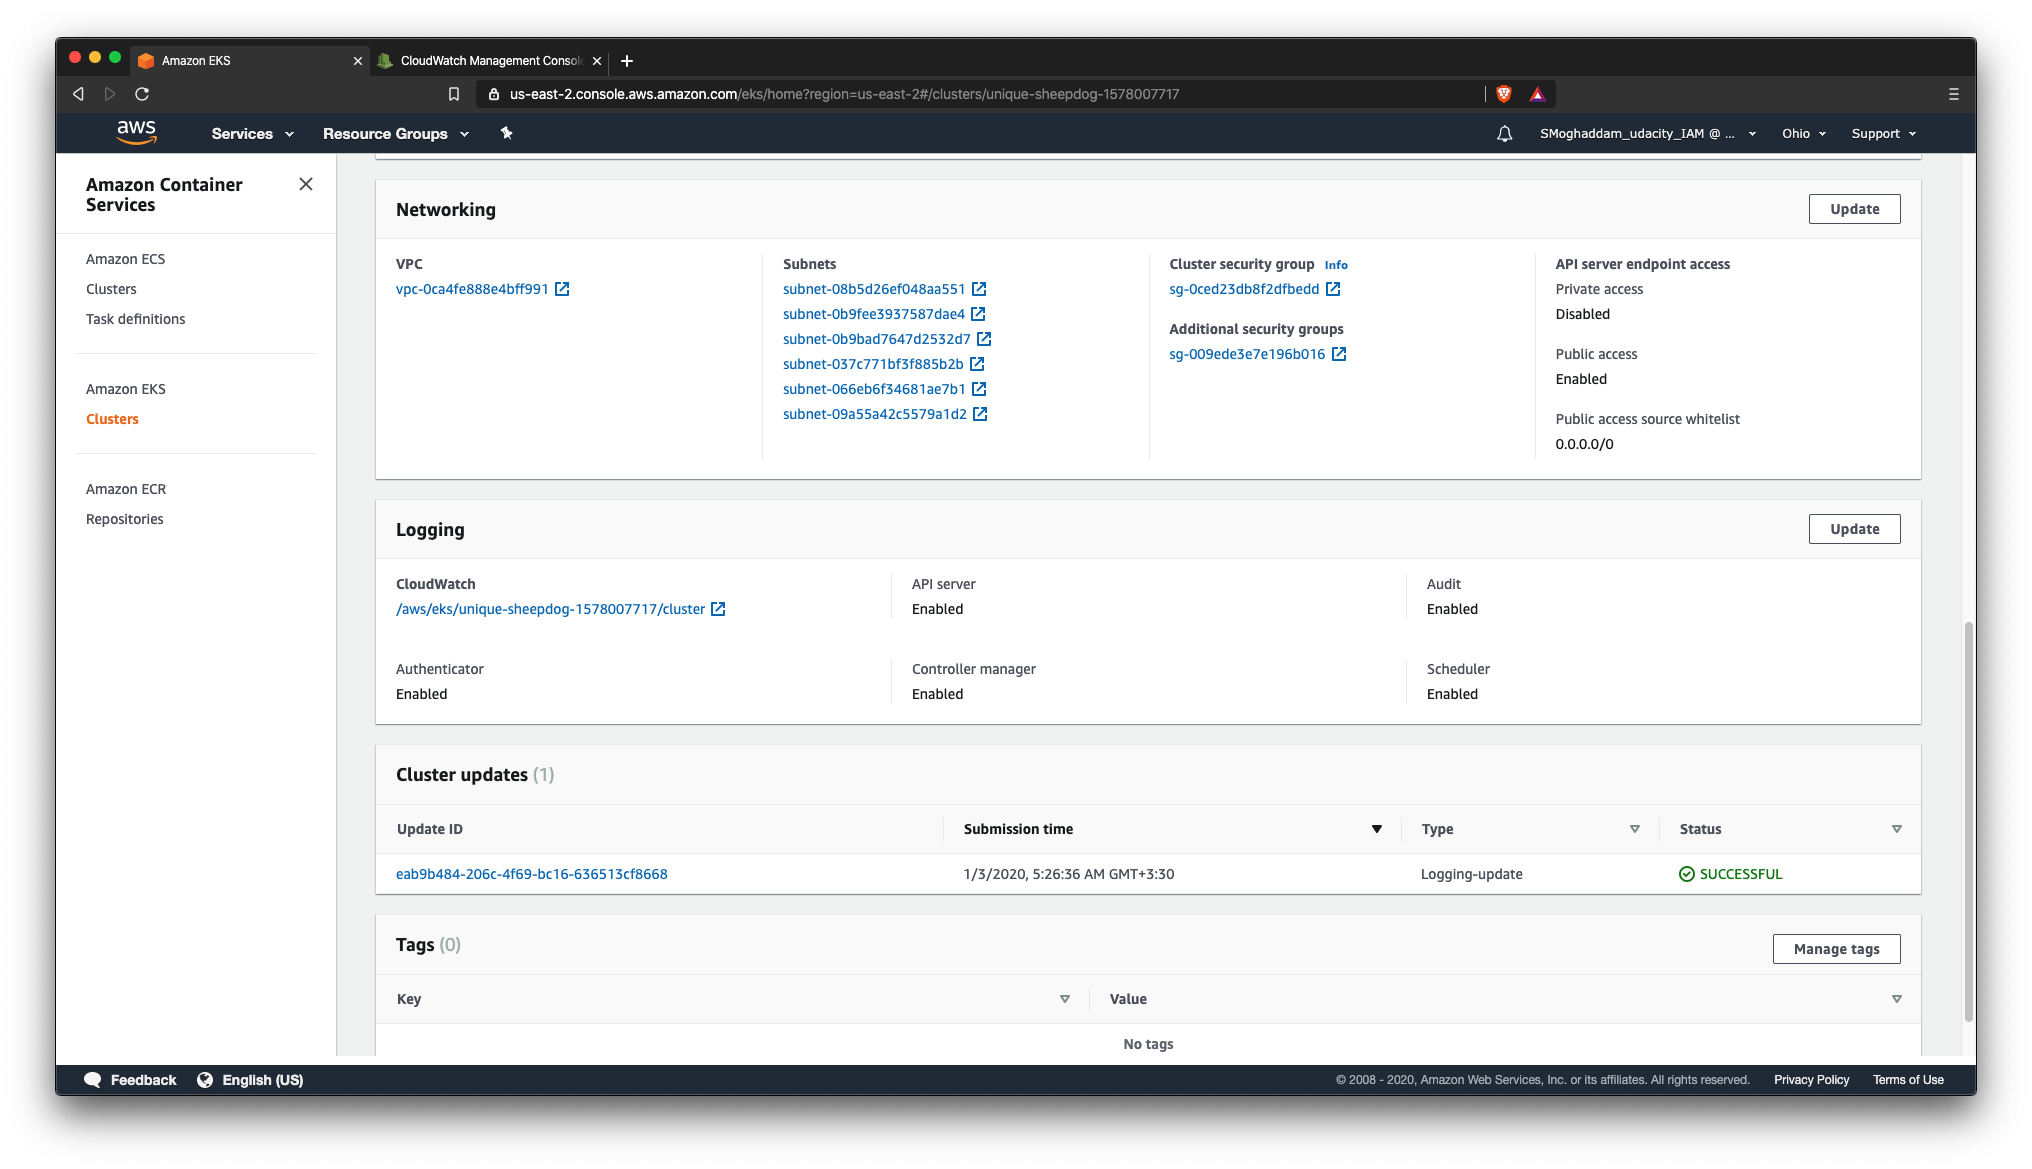 Amazon EKS
CloudWatch Management Consol
us-east-2.console.aws.amazon.com/eks/home?region=us-east-2#/clusters/unique-sheepdog-1578007717
aws
Services
Resource Groups
SMoghaddam_udacity_IAM @ ...
Ohio
Support
Amazon Container
Services
Amazon ECS
Clusters
Task definitions
Amazon EKS
Clusters
Amazon ECR
Repositories
Networking
Update
VPC
vpc-0ca4fe888e4bff991
Subnets
subnet-08b5d26ef048aa551
subnet-0b9fee3937587dae4
subnet-0b9bad7647d2532d7
subnet-037c771bf3f885b2b
subnet-066eb6f34681ae7b1
subnet-09a55a42c5579a1d2
Cluster security group Info
sg-0ced23db8f2dfbedd
Additional security groups
sg-009ede3e7e196b016
API server endpoint access
Private access
Disabled
Public access
Enabled
Public access source whitelist
0.0.0.0/0
Logging
Update
CloudWatch
/aws/eks/unique-sheepdog-1578007717/cluster
API server
Enabled
Audit
Enabled
Authenticator
Enabled
Controller manager
Enabled
Scheduler
Enabled
Cluster updates (1)
Update ID
Submission time
Type
Status
eab9b484-206c-4f69-bc16-636513cf8668
1/3/2020, 5:26:36 AM GMT+3:30
Logging-update
SUCCESSFUL
Tags (0)
Manage tags
Key
Value
No tags
Feedback
English (US)
© 2008 - 2020, Amazon Web Services, Inc. or its affiliates. All rights reserved.
Privacy Policy
Terms of Use